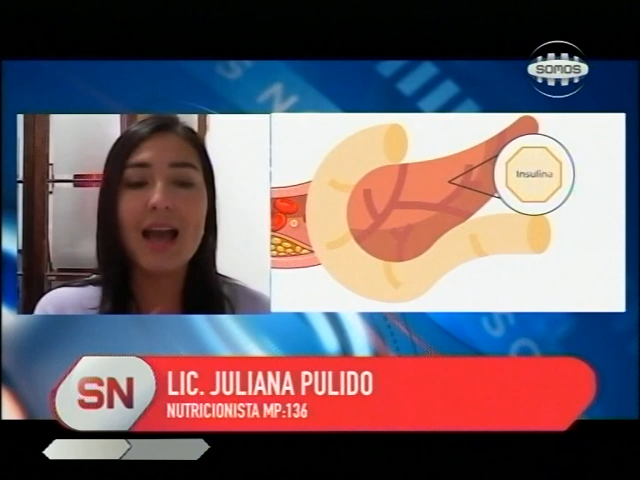 SOMOS
Insulina
SN
LIC. JULIANA PULIDO
NUTRICIONISTA MP:136